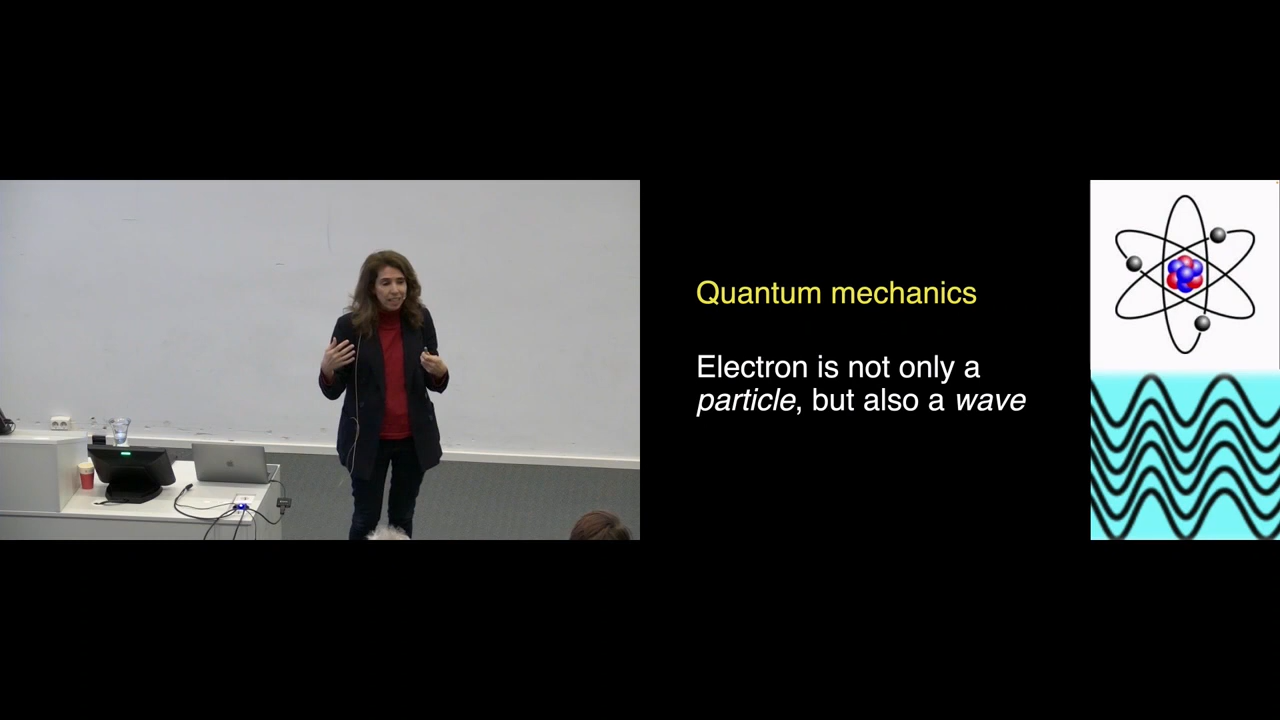 Quantum mechanics
Electron is not only a
particle, but also a wave